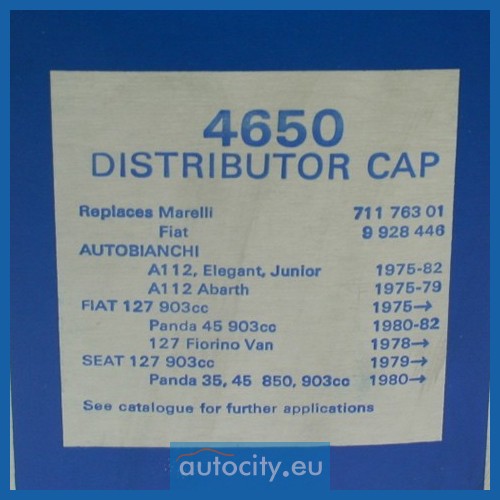 4650
DISTRIBUTOR CAP
Replaces Marelli 711 763 01
Fiat 9 928 446
AUTOBIANCHI
A112, Elegant, Junior 1975-82
A112 Abarth 1975-79
FIAT 127 903cc 1975→
Panda 45 903cc 1980-82
127 Fiorino Van 1978→
SEAT 127 903cc 1979→
Panda 35, 45 850, 903cc 1980→
See catalogue for further applications
autocity.eu